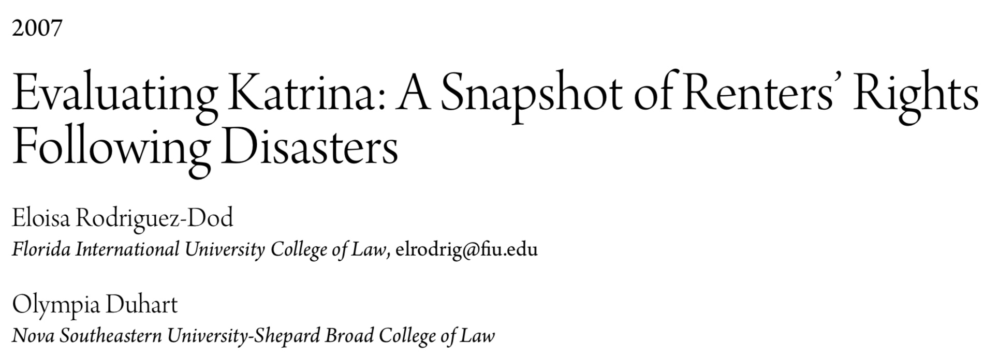 2007
Evaluating Katrina: A Snapshot of Renters’ Rights
Following Disasters
Eloisa Rodriguez-Dod
Florida International University College of Law, elrodrig@fiu.edu
Olympia Duhart
Nova Southeastern University-Shepard Broad College of Law